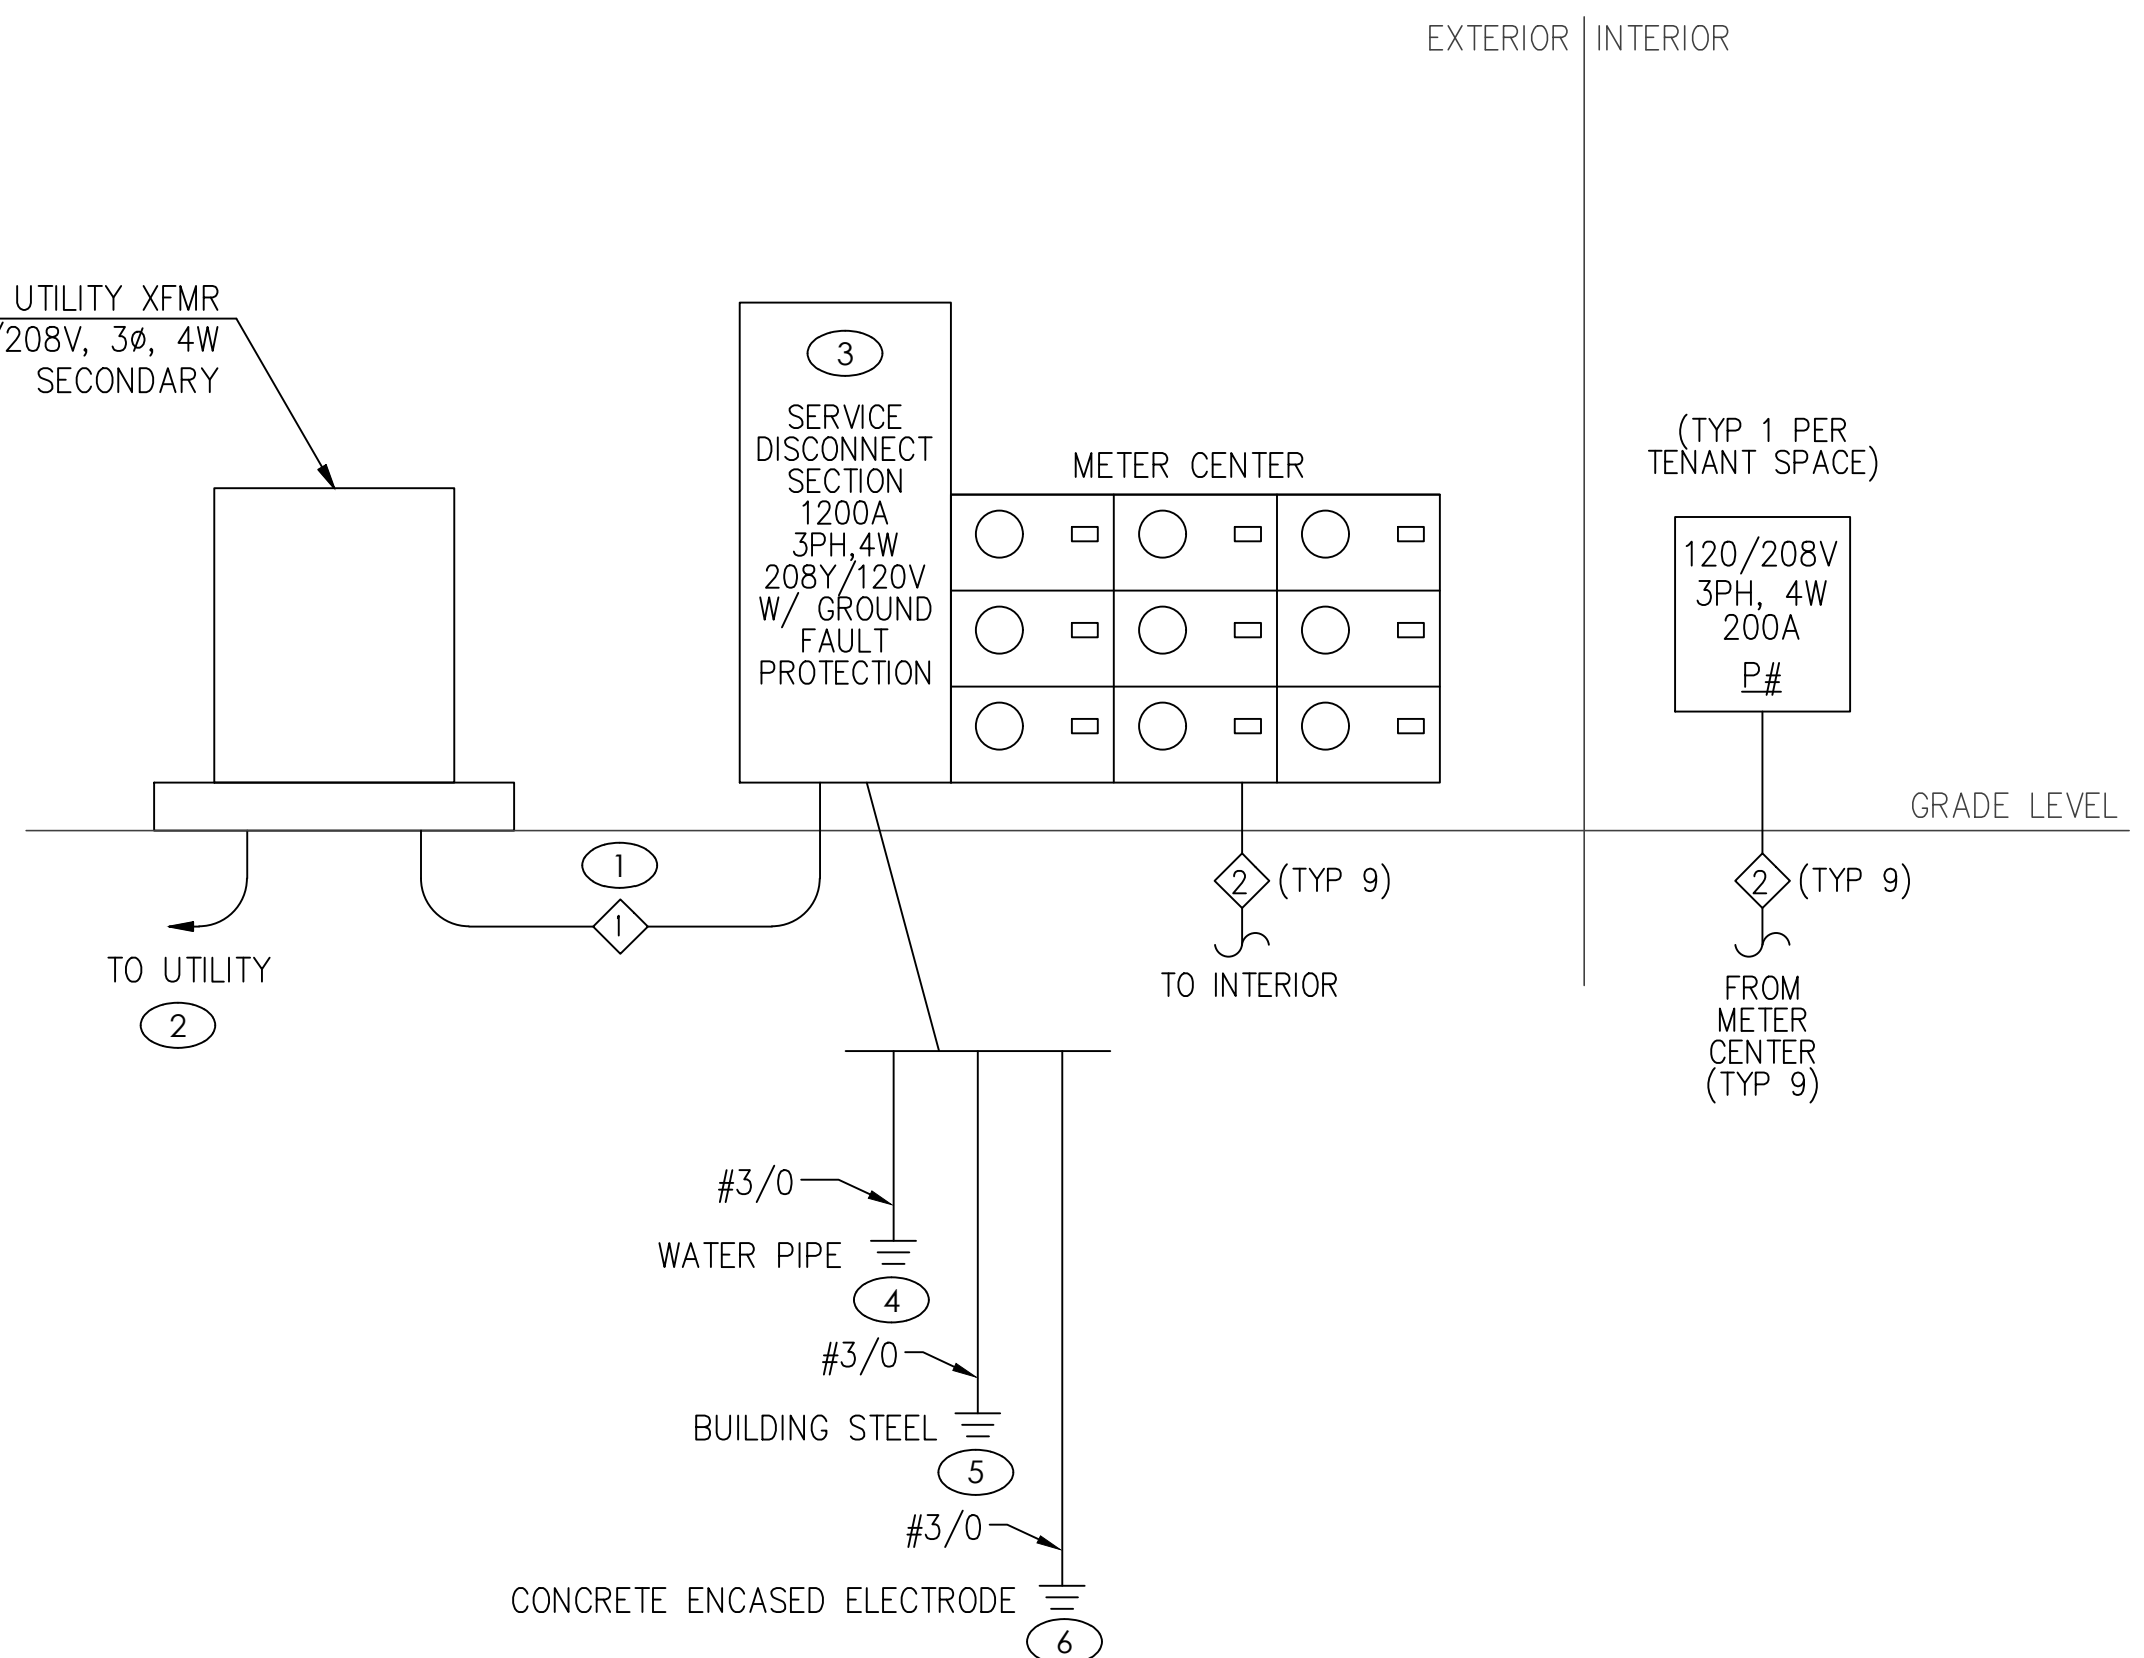 EXTERIOR
INTERIOR
UTILITY XFMR
/208V, 3ø, 4W
SECONDARY
3
SERVICE
DISCONNECT
SECTION
1200A
3PH,4W
208Y/120V
W/ GROUND
FAULT
PROTECTION
METER CENTER
(TYP 1 PER
TENANT SPACE)
120/208V
3PH, 4W
200A
P#
GRADE LEVEL
1
1
2 (TYP 9)
2 (TYP 9)
TO UTILITY
2
TO INTERIOR
FROM
METER
CENTER
(TYP 9)
#3/0
WATER PIPE
4
#3/0
BUILDING STEEL
5
#3/0
CONCRETE ENCASED ELECTRODE
6